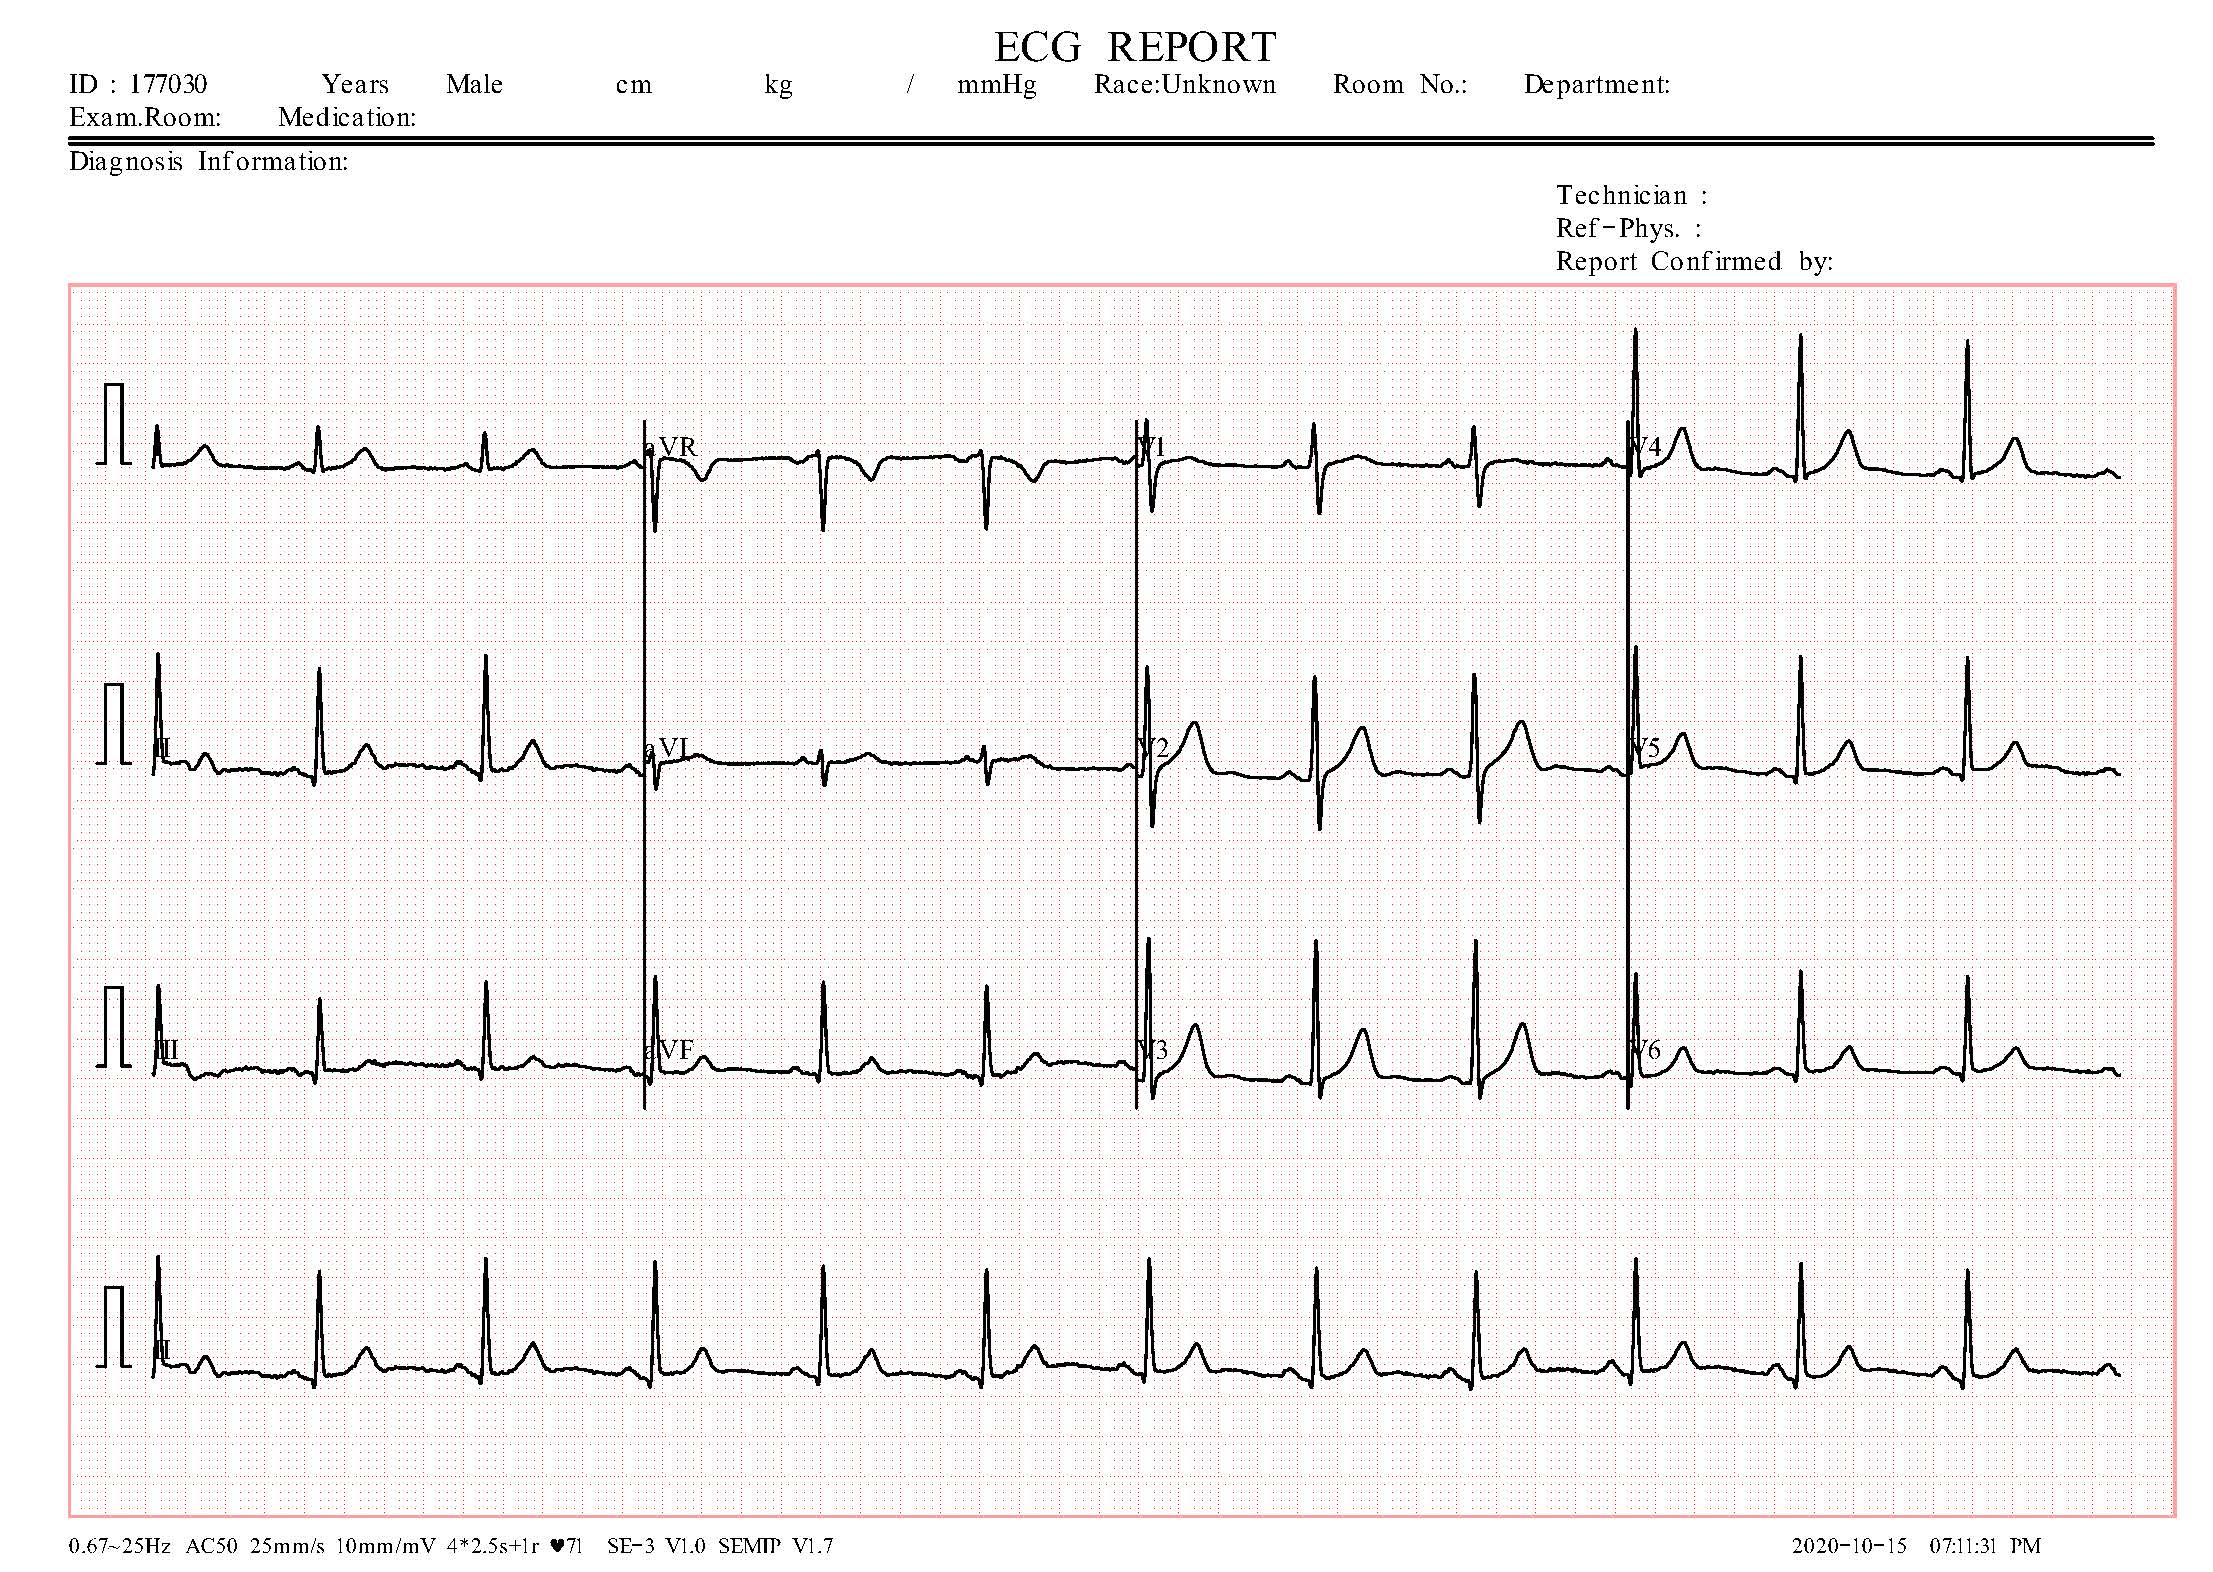 ECG REPORT
ID : 177030 Years Male cm kg / mmHg Race:Unknown Room No.: Department:
Exam.Room: Medication:
Diagnosis Information:
Technician :
Ref-Phys. :
Report Confirmed by:
aVR V1 V4
II aVL V2 V5
III aVF V3 V6
II
0.67~25Hz AC50 25mm/s 10mm/mV 4*2.5s+1r ♥71 SE-3 V1.0 SEMIP V1.7 2020-10-15 07:11:31 PM